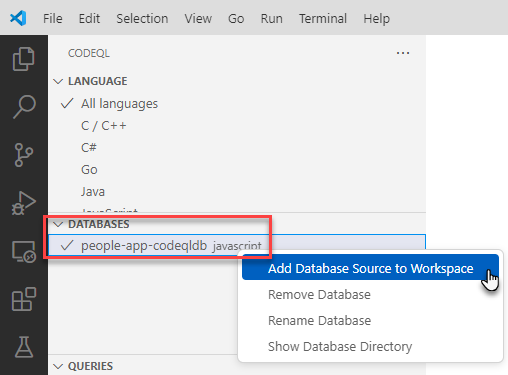 File Edit Selection View Go Run Terminal Help
CODEQL
LANGUAGE
All languages
C / C++
C#
Go
Java
JavaScript
DATABASES
people-app-codeqldb javascript
Add Database Source to Workspace
Remove Database
Rename Database
Show Database Directory
QUERIES